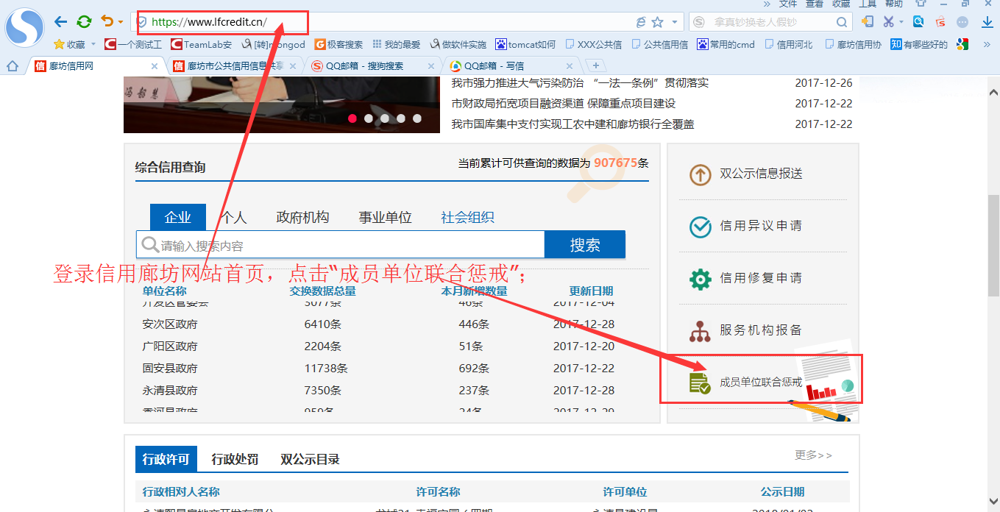 » 文件 查看 收藏 工具 帮助
https://www.lfcredit.cn/
拿真钞换老人假钞
收藏 一个测试工 TeamLab安 [转]mongod 极客搜索 我的最爱 做软件实施 tomcat如何 XXX公共信 公共信用信 常用的cmd 信用河北 廊坊信用协 知 有哪些好的 »
信 廊坊信用网 × 信 廊坊市公共信用信息共享 × QQ邮箱 - 搜狗搜索 × QQ邮箱 - 写信 × +
我市强力推进大气污染防治 “一法一条例”贯彻落实 2017-12-26
市财政局拓宽项目融资渠道 保障重点项目建设 2017-12-22
我市国库集中支付实现工农中建和廊坊银行全覆盖 2017-12-22
综合信用查询 当前累计可供查询的数据为 907675条
企业 个人 政府机构 事业单位 社会组织
请输入搜索内容 搜索
登录信用廊坊网站首页，点击“成员单位联合惩戒”；
单位名称 交换数据总量 本月新增数量 更新日期
开发区管委会 3077条 46条 2017-12-04
安次区政府 6410条 446条 2017-12-28
广阳区政府 2204条 51条 2017-12-20
固安县政府 11738条 692条 2017-12-22
永清县政府 7350条 237条 2017-12-28
香河县政府 959条 24条 2017-12-29
双公示信息报送
信用异议申请
信用修复申请
服务机构报备
成员单位联合惩戒
行政许可 行政处罚 双公示目录 更多>>
行政相对人名称 许可名称 许可单位 公示日期